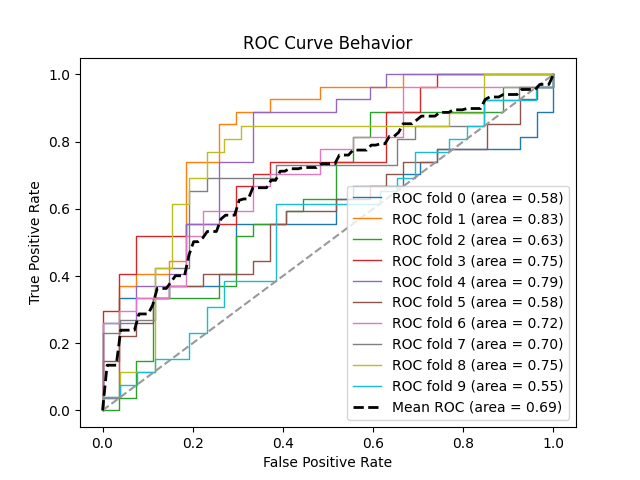 ROC Curve Behavior
True Positive Rate
1.0
0.8
0.6
0.4
0.2
0.0
ROC fold 0 (area = 0.58)
ROC fold 1 (area = 0.83)
ROC fold 2 (area = 0.63)
ROC fold 3 (area = 0.75)
ROC fold 4 (area = 0.79)
ROC fold 5 (area = 0.58)
ROC fold 6 (area = 0.72)
ROC fold 7 (area = 0.70)
ROC fold 8 (area = 0.75)
ROC fold 9 (area = 0.55)
Mean ROC (area = 0.69)
0.0 0.2 0.4 0.6 0.8 1.0
False Positive Rate